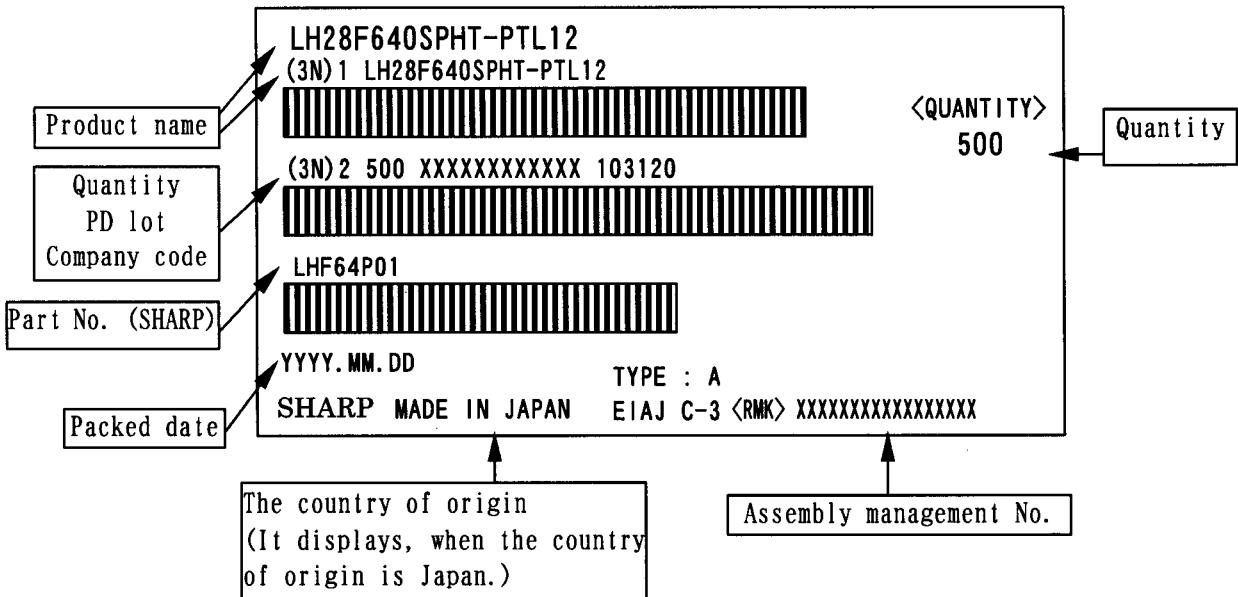 LH28F640SPHT-PTL12
(3N)1 LH28F640SPHT-PTL12
Product name
<QUANTITY>
500
Quantity
(3N)2 500 XXXXXXXXXXXX 103120
Quantity
PD lot
Company code
LHF64P01
Part No. (SHARP)
YYYY.MM.DD
TYPE : A
SHARP MADE IN JAPAN EIAJ C-3 <RMK> XXXXXXXXXXXXXXXXX
Packed date
The country of origin
(It displays, when the country
of origin is Japan.)
Assembly management No.